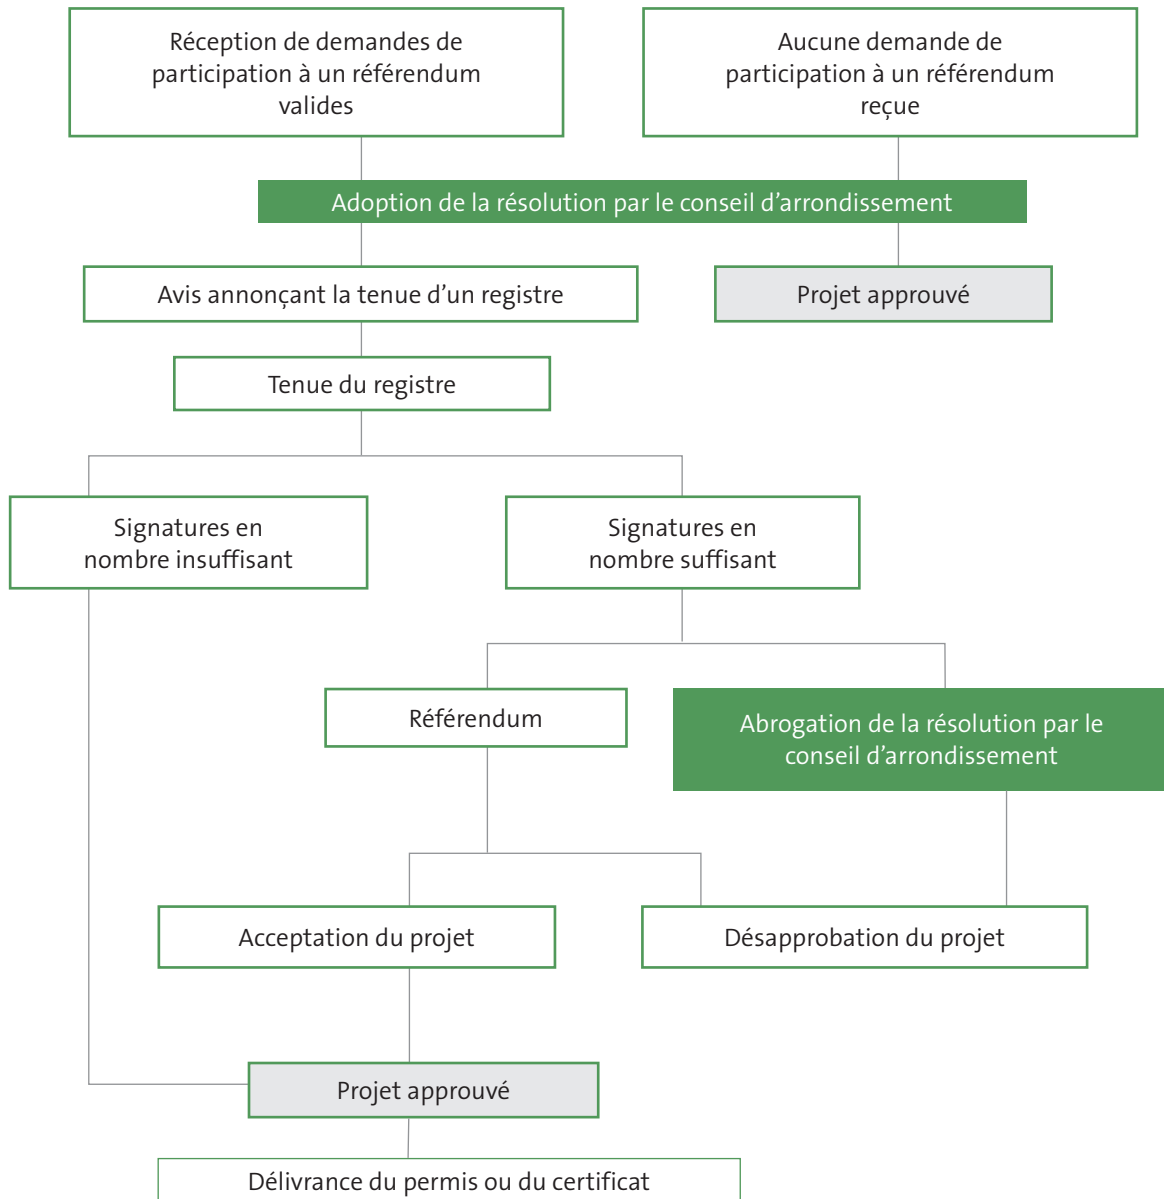 Réception de demandes de
participation à un référendum
valides
Aucune demande de
participation à un référendum
reçue
Adoption de la résolution par le conseil d’arrondissement
Avis annonçant la tenue d’un registre
Projet approuvé
Tenue du registre
Signatures en
nombre insuffisant
Signatures en
nombre suffisant
Référendum
Abrogation de la résolution par le
conseil d’arrondissement
Acceptation du projet
Désapprobation du projet
Projet approuvé
Délivrance du permis ou du certificat